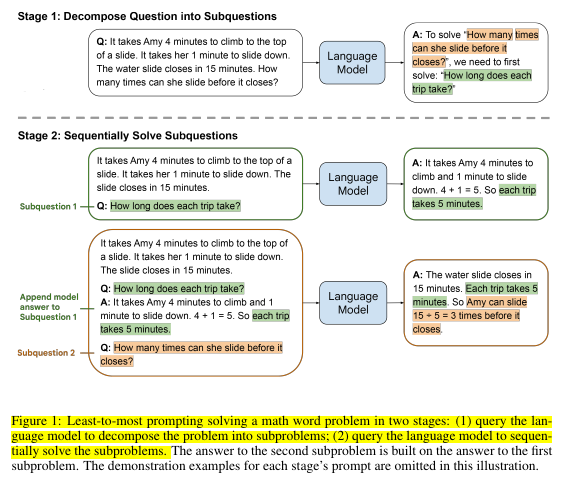 Stage 1: Decompose Question into Subquestions
Q: It takes Amy 4 minutes to climb to the top
of a slide. It takes her 1 minute to slide down.
The water slide closes in 15 minutes. How
many times can she slide before it closes?
Language
Model
A: To solve “How many times
can she slide before it
closes?”, we need to first
solve: “How long does each
trip take?”
Stage 2: Sequentially Solve Subquestions
It takes Amy 4 minutes to climb to the top of a
slide. It takes her 1 minute to slide down. The
slide closes in 15 minutes.
Subquestion 1
Q: How long does each trip take?
Language
Model
A: It takes Amy 4 minutes to
climb and 1 minute to slide
down. 4 + 1 = 5. So each trip
takes 5 minutes.
It takes Amy 4 minutes to climb to the top of
a slide. It takes her 1 minute to slide down.
The slide closes in 15 minutes.
Append model
answer to
Subquestion 1
Q: How long does each trip take?
A: It takes Amy 4 minutes to climb and 1
minute to slide down. 4 + 1 = 5. So each trip
takes 5 minutes.
Subquestion 2
Q: How many times can she slide before it
closes?
Language
Model
A: The water slide closes in
15 minutes. Each trip takes 5
minutes. So Amy can slide
15 ÷ 5 = 3 times before it
closes.
Figure 1: Least-to-most prompting solving a math word problem in two stages: (1) query the lan-
guage model to decompose the problem into subproblems; (2) query the language model to sequen-
tially solve the subproblems. The answer to the second subproblem is built on the answer to the first
subproblem. The demonstration examples for each stage’s prompt are omitted in this illustration.